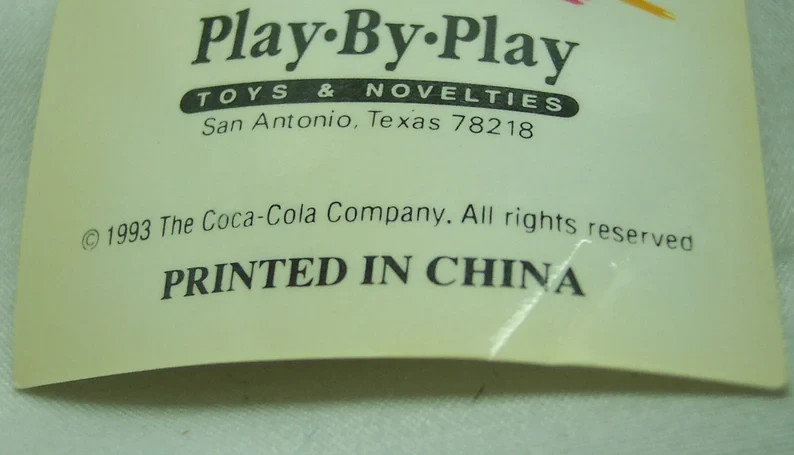 Play•By•Play
TOYS & NOVELTIES
San Antonio, Texas 78218
© 1993 The Coca-Cola Company. All rights reserved
PRINTED IN CHINA